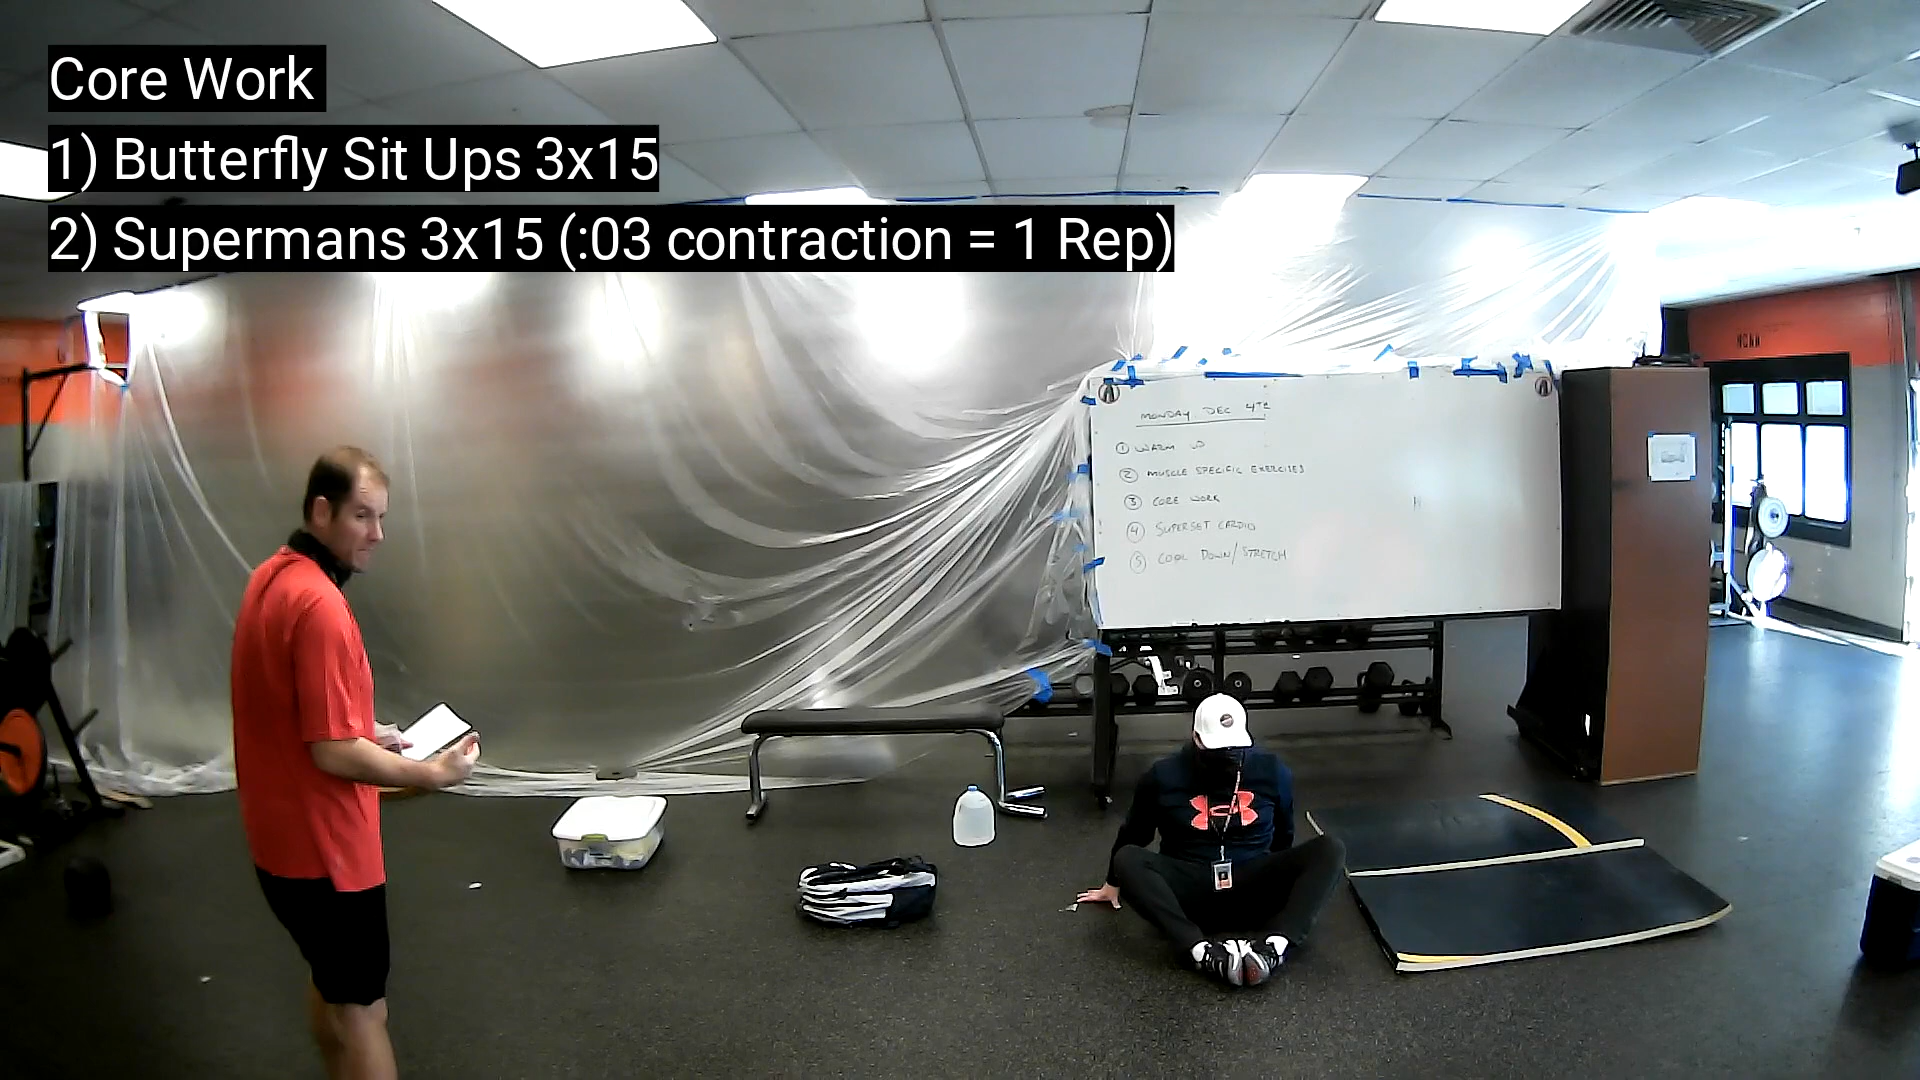 Core Work
1) Butterfly Sit Ups 3x15
2) Supermans 3x15 (:03 contraction = 1 Rep)
MONDAY DEC 4TH
① WARM UP
② MUSCLE SPECIFIC EXERCISES
③ CORE WORK
④ SUPERSET CARDIO
⑤ COOL DOWN/STRETCH